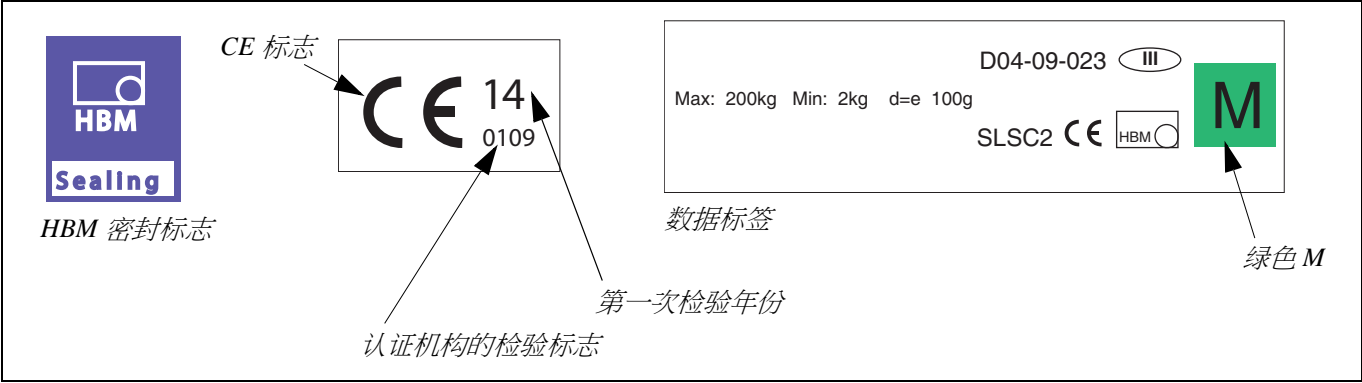 HBM
Sealing
HBM 密封标志
CE 标志
CE 14
0109
第一次检验年份
认证机构的检验标志
D04-09-023 III
Max: 200kg Min: 2kg d=e 100g
SLSC2 CE HBM
M
数据标签
绿色 M